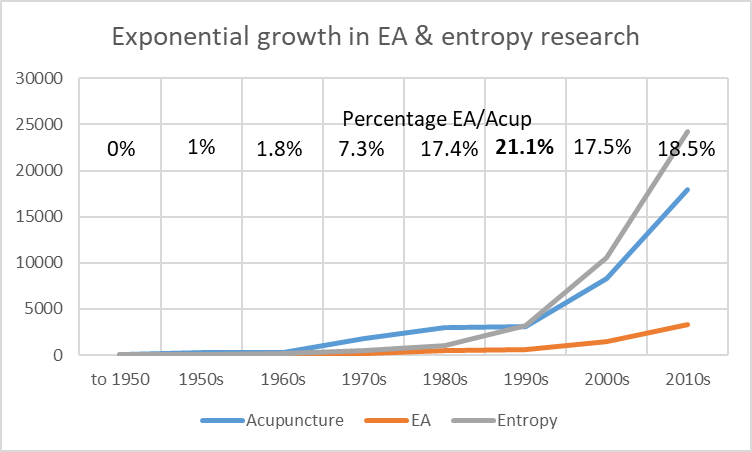 Exponential growth in EA & entropy research
30000
25000
Percentage EA/Acup
0% 1% 1.8% 7.3% 17.4% 21.1% 17.5% 18.5%
20000
15000
10000
5000
0
to 1950 1950s 1960s 1970s 1980s 1990s 2000s 2010s
Acupuncture EA Entropy